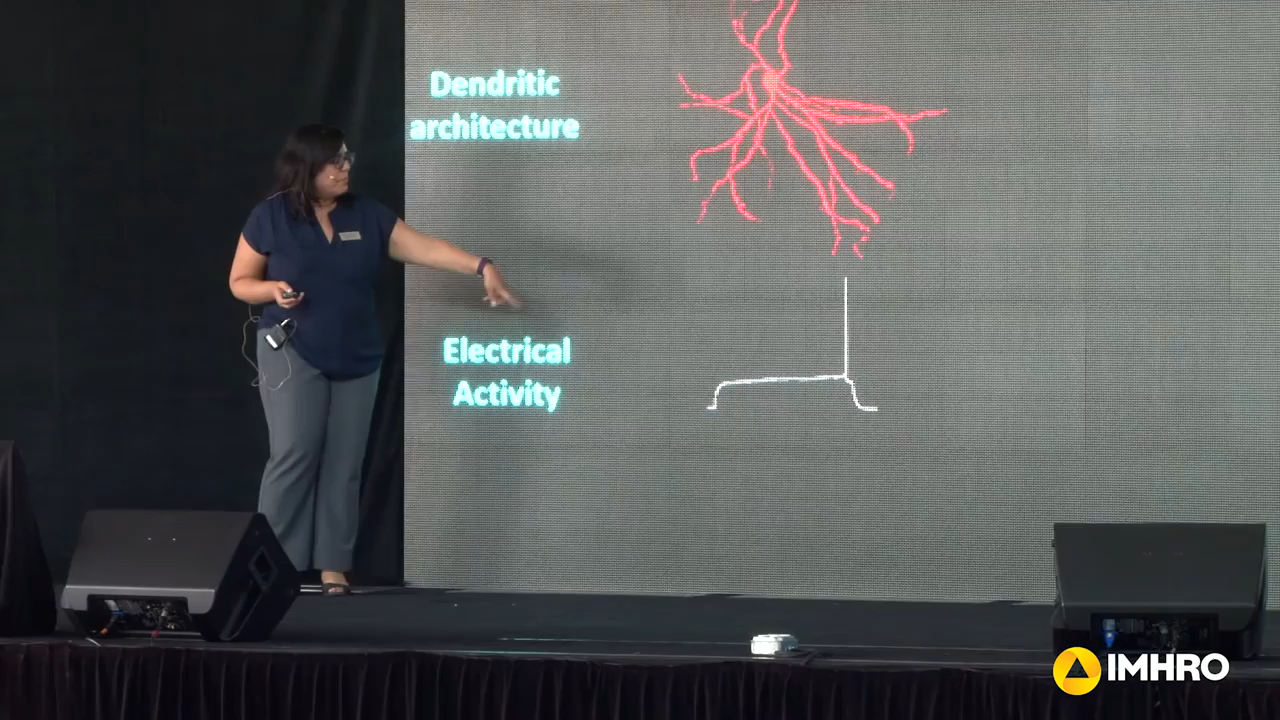 Dendritic
architecture
Electrical
Activity
IMHRO